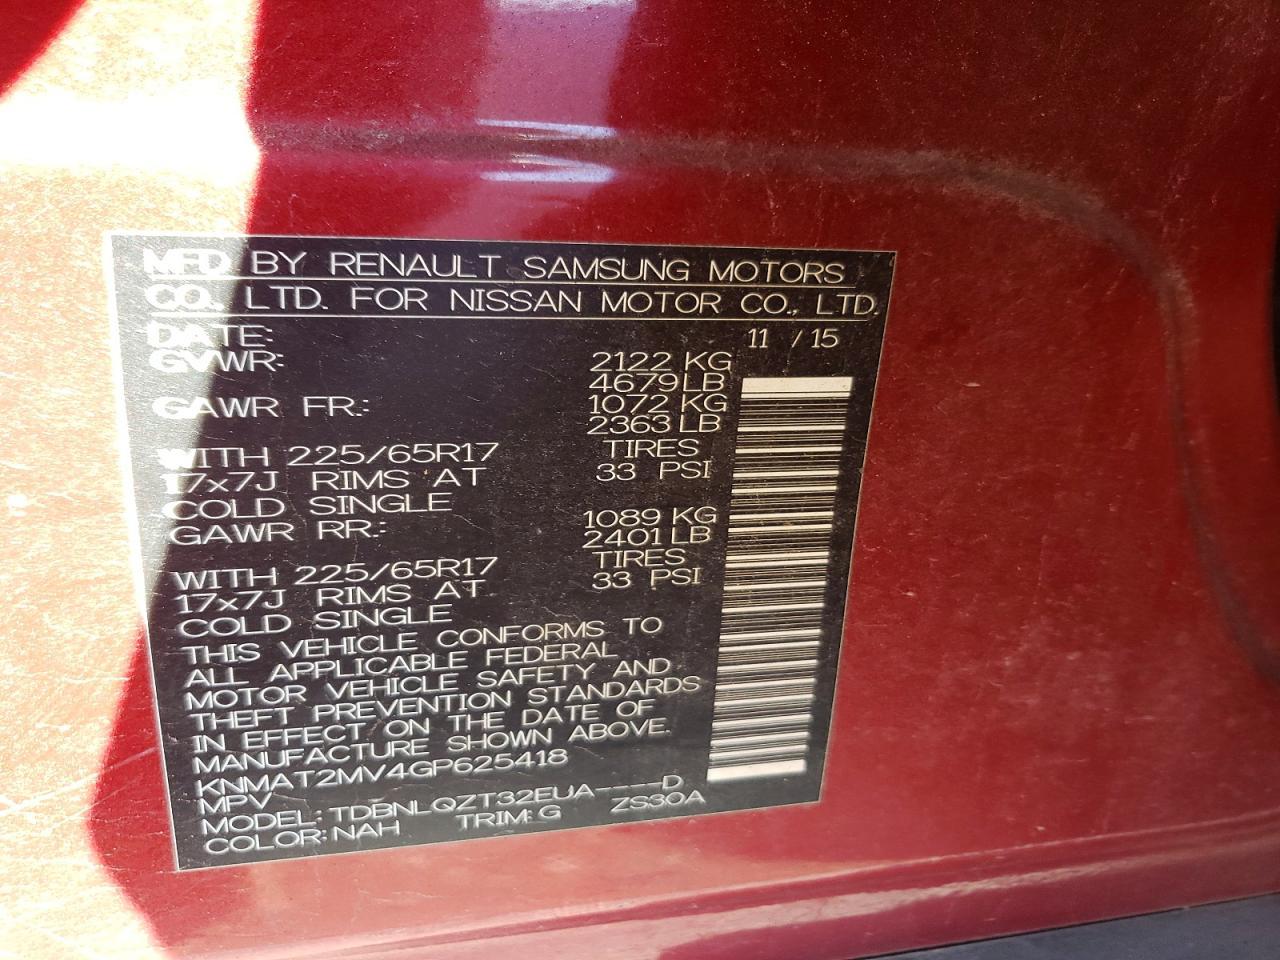 MFD. BY RENAULT SAMSUNG MOTORS
CO., LTD. FOR NISSAN MOTOR CO., LTD.
DATE: 11 / 15
GVWR: 2122 KG
4679 LB
GAWR FR.: 1072 KG
2363 LB
WITH 225/65R17 TIRES
17x7J RIMS AT 33 PSI
COLD SINGLE
GAWR RR.: 1089 KG
2401 LB
WITH 225/65R17 TIRES
17x7J RIMS AT 33 PSI
COLD SINGLE
THIS VEHICLE CONFORMS TO
ALL APPLICABLE FEDERAL
MOTOR VEHICLE SAFETY AND
THEFT PREVENTION STANDARDS
IN EFFECT ON THE DATE OF
MANUFACTURE SHOWN ABOVE.
KNMAT2MV4GP625418
MPV
MODEL: TDBNLQZT32EUA----D
COLOR: NAH TRIM: G ZS30A